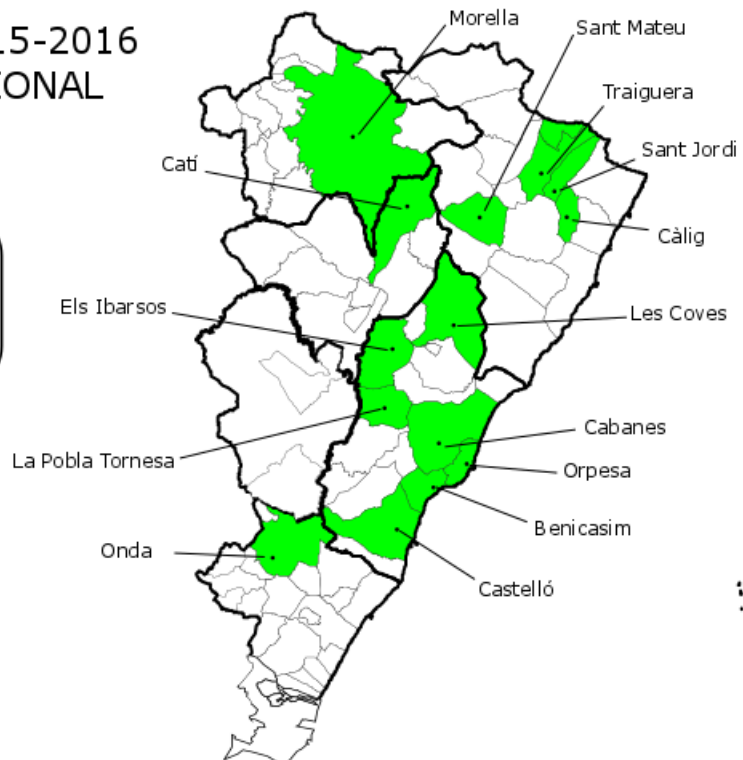 15-2016
IONAL
Morella
Sant Mateu
Traiguera
Sant Jordi
Catí
Càlig
Els Ibarsos
Les Coves
Cabanes
La Pobla Tornesa
Orpesa
Benicasim
Onda
Castelló